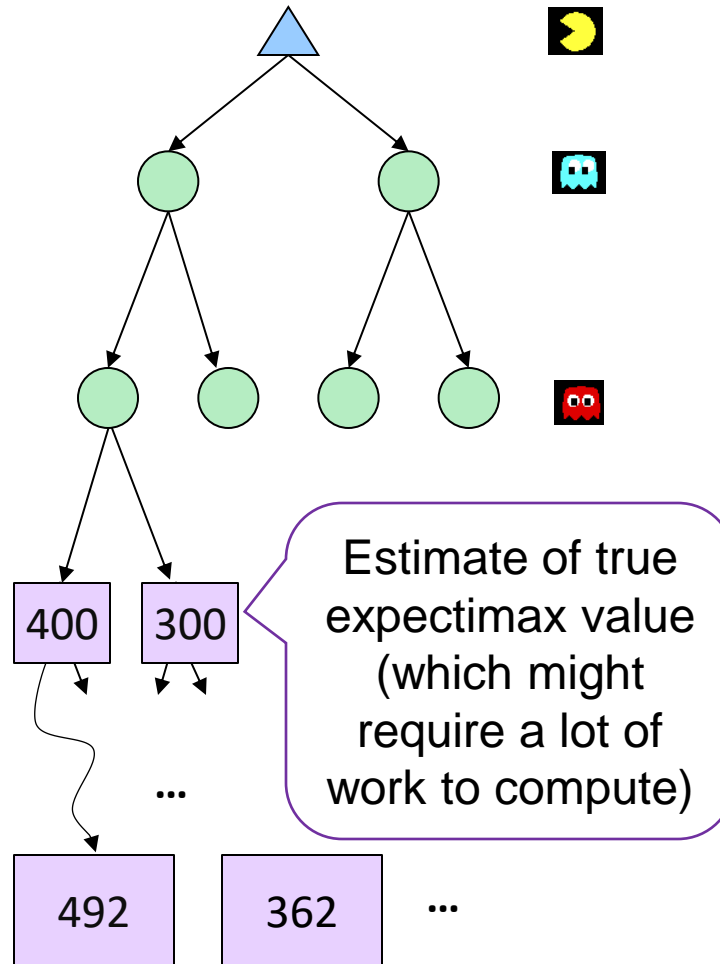 400 300
Estimate of true
expectimax value
(which might
require a lot of
work to compute)
...
492 362 ...